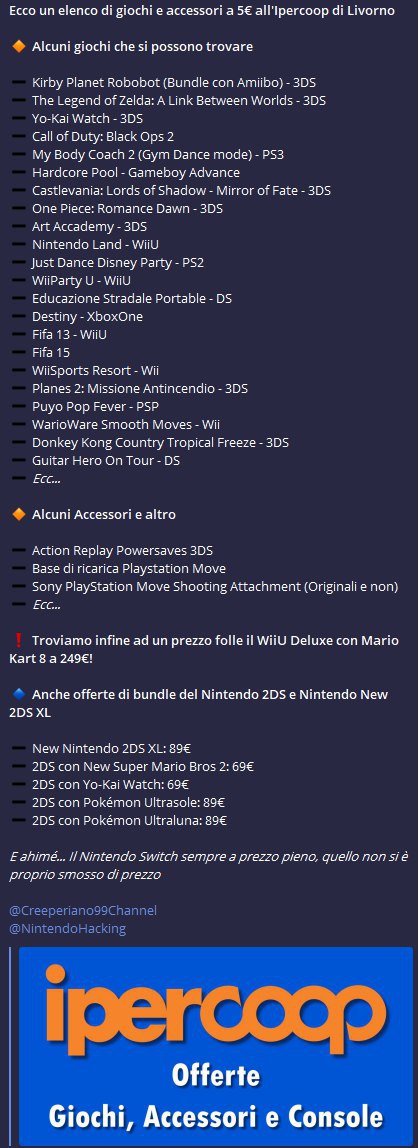 Ecco un elenco di giochi e accessori a 5€ all'Ipercoop di Livorno
Alcuni giochi che si possono trovare
Kirby Planet Robobot (Bundle con Amiibo) - 3DS
The Legend of Zelda: A Link Between Worlds - 3DS
Yo-Kai Watch - 3DS
Call of Duty: Black Ops 2
My Body Coach 2 (Gym Dance mode) - PS3
Hardcore Pool - Gameboy Advance
Castlevania: Lords of Shadow - Mirror of Fate - 3DS
One Piece: Romance Dawn - 3DS
Art Accademy - 3DS
Nintendo Land - WiiU
Just Dance Disney Party - PS2
WiiParty U - WiiU
Educazione Stradale Portable - DS
Destiny - XboxOne
Fifa 13 - WiiU
Fifa 15
WiiSports Resort - Wii
Planes 2: Missione Antincendio - 3DS
Puyo Pop Fever - PSP
WarioWare Smooth Moves - Wii
Donkey Kong Country Tropical Freeze - 3DS
Guitar Hero On Tour - DS
Ecc...
Alcuni Accessori e altro
Action Replay Powersaves 3DS
Base di ricarica Playstation Move
Sony PlayStation Move Shooting Attachment (Originali e non)
Ecc...
Troviamo infine ad un prezzo folle il WiiU Deluxe con Mario
Kart 8 a 249€!
Anche offerte di bundle del Nintendo 2DS e Nintendo New
2DS XL
New Nintendo 2DS XL: 89€
2DS con New Super Mario Bros 2: 69€
2DS con Yo-Kai Watch: 69€
2DS con Pokémon Ultrasole: 89€
2DS con Pokémon Ultraluna: 89€
E ahimé... Il Nintendo Switch sempre a prezzo pieno, quello non si è
proprio smosso di prezzo
@Creeperiano99Channel
@NintendoHacking
ipercoop
Offerte
Giochi, Accessori e Console